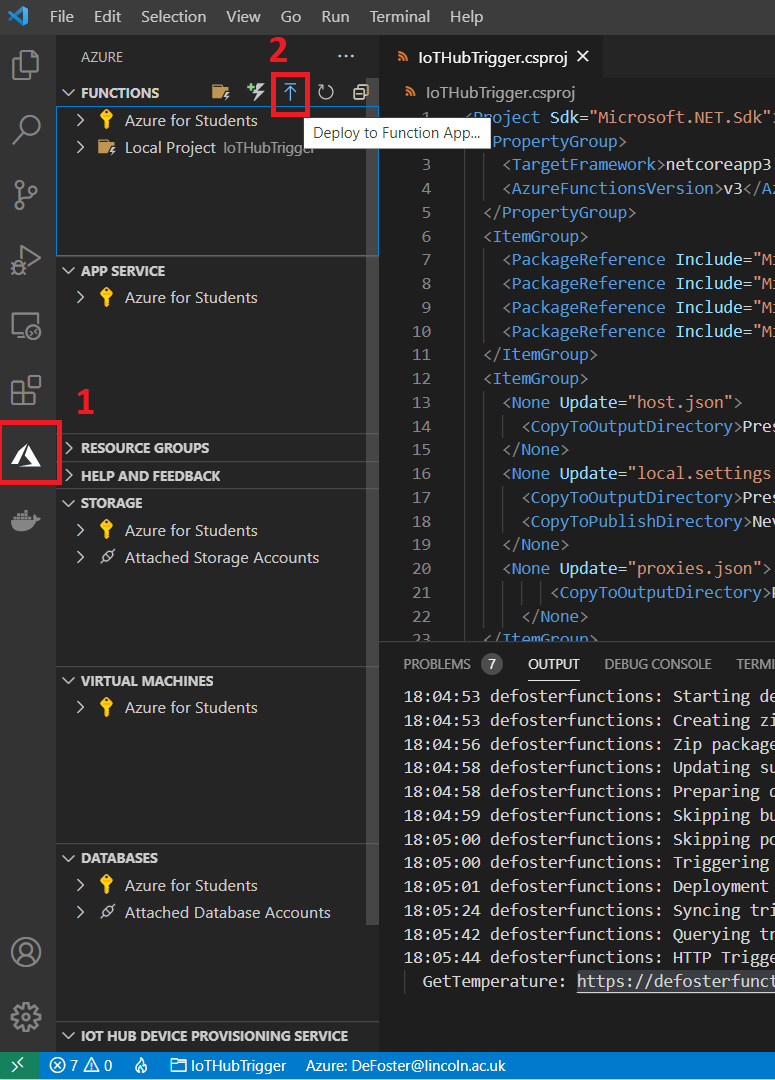 File Edit Selection View Go Run Terminal Help
AZURE
2
IoTHubTrigger.csproj
FUNCTIONS
Azure for Students
Local Project IoTHubTrigger
Deploy to Function App...
APP SERVICE
Azure for Students
1
RESOURCE GROUPS
HELP AND FEEDBACK
STORAGE
Azure for Students
Attached Storage Accounts
VIRTUAL MACHINES
Azure for Students
DATABASES
Azure for Students
Attached Database Accounts
IOT HUB DEVICE PROVISIONING SERVICE
IoTHubTrigger.csproj
1 <Project Sdk="Microsoft.NET.Sdk">
PropertyGroup>
3 <TargetFramework>netcoreapp3
4 <AzureFunctionsVersion>v3</Az
5 </PropertyGroup>
6 <ItemGroup>
7 <PackageReference Include="Mi
8 <PackageReference Include="Mi
9 <PackageReference Include="Mi
10 <PackageReference Include="Mi
11 </ItemGroup>
12 <ItemGroup>
13 <None Update="host.json">
14 <CopyToOutputDirectory>Pres
15 </None>
16 <None Update="local.settings
17 <CopyToOutputDirectory>Pres
18 <CopyToPublishDirectory>Nev
19 </None>
20 <None Update="proxies.json">
21 <CopyToOutputDirectory>P
22 </None>
23 </ItemGroup>
PROBLEMS 7 OUTPUT DEBUG CONSOLE TERMI
18:04:53 defosterfunctions: Starting de
18:04:53 defosterfunctions: Creating zi
18:04:56 defosterfunctions: Zip package
18:04:58 defosterfunctions: Updating su
18:04:58 defosterfunctions: Preparing d
18:04:59 defosterfunctions: Skipping bu
18:05:00 defosterfunctions: Skipping po
18:05:00 defosterfunctions: Triggering
18:05:01 defosterfunctions: Deployment
18:05:24 defosterfunctions: Syncing tri
18:05:42 defosterfunctions: Querying tr
18:05:44 defosterfunctions: HTTP Trigge
GetTemperature: https://defosterfunct
7 0 IoTHubTrigger Azure: DeFoster@lincoln.ac.uk